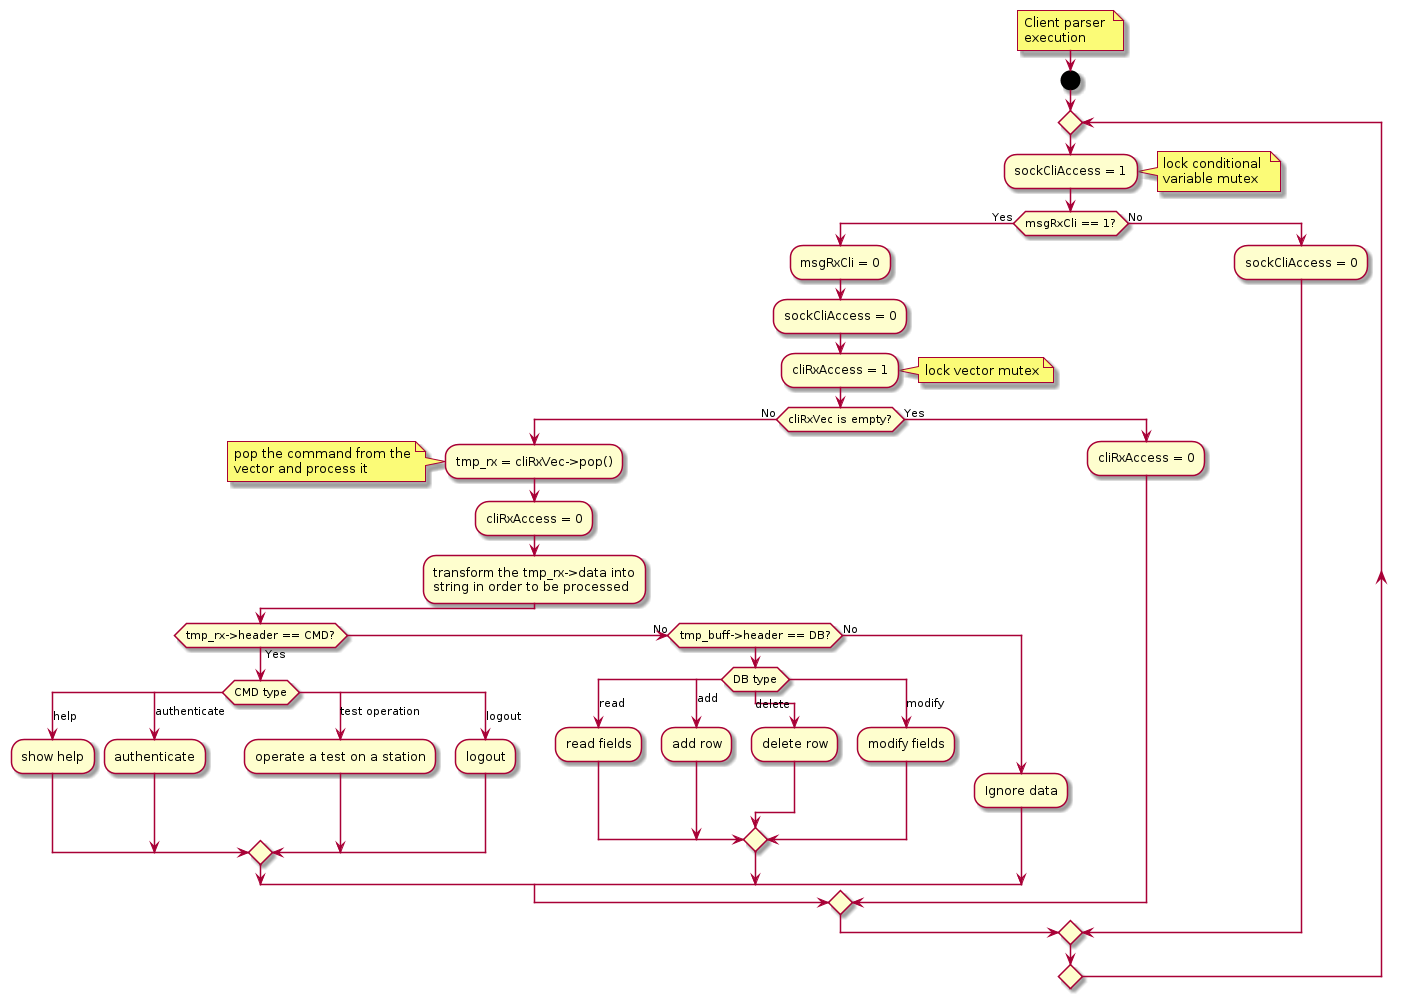 Client parser
execution
sockCliAccess = 1
lock conditional
variable mutex
Yes
msgRxCli == 1?
No
msgRxCli = 0
sockCliAccess = 0
sockCliAccess = 0
cliRxAccess = 1
lock vector mutex
No
cliRxVec is empty?
Yes
pop the command from the
vector and process it
tmp_rx = cliRxVec->pop()
cliRxAccess = 0
cliRxAccess = 0
transform the tmp_rx->data into
string in order to be processed
tmp_rx->header == CMD?
No
tmp_buff->header == DB?
No
Yes
CMD type
DB type
help
authenticate
test operation
logout
read
add
delete
modify
show help
authenticate
operate a test on a station
logout
read fields
add row
delete row
modify fields
Ignore data